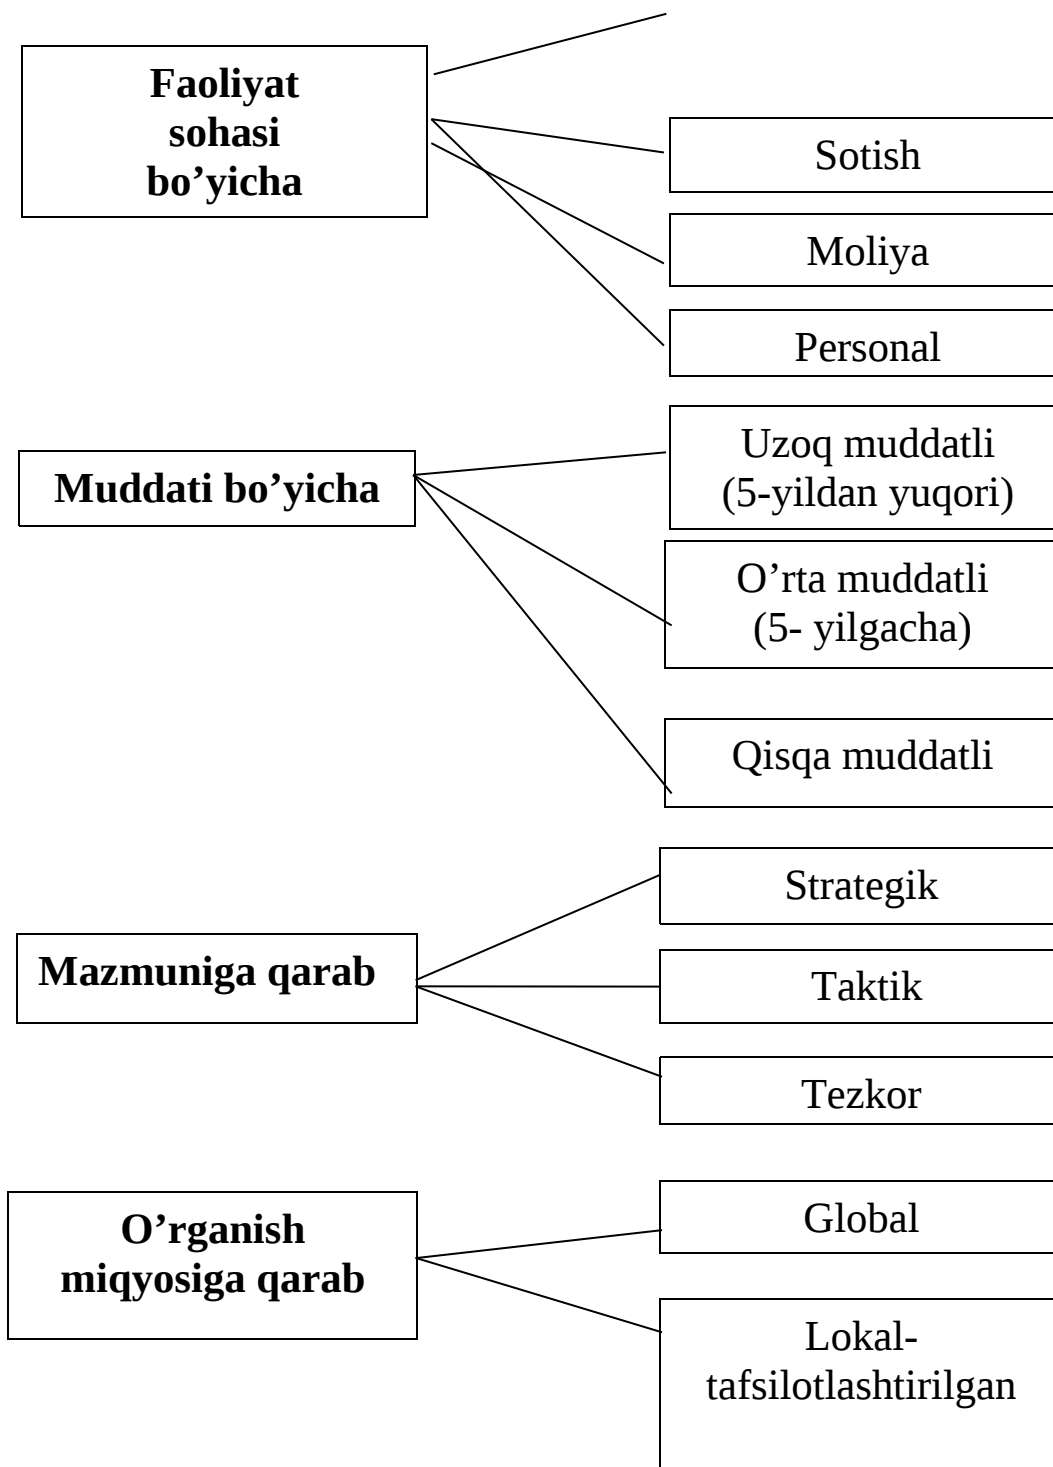 Faoliyat
sohasi
bo’yicha
Sotish
Moliya
Personal
Muddati bo’yicha
Uzoq muddatli
(5-yildan yuqori)
O’rta muddatli
(5- yilgacha)
Qisqa muddatli
Mazmuniga qarab
Strategik
Taktik
Tezkor
O’rganish
miqyosiga qarab
Global
Lokal-
tafsilotlashtirilgan